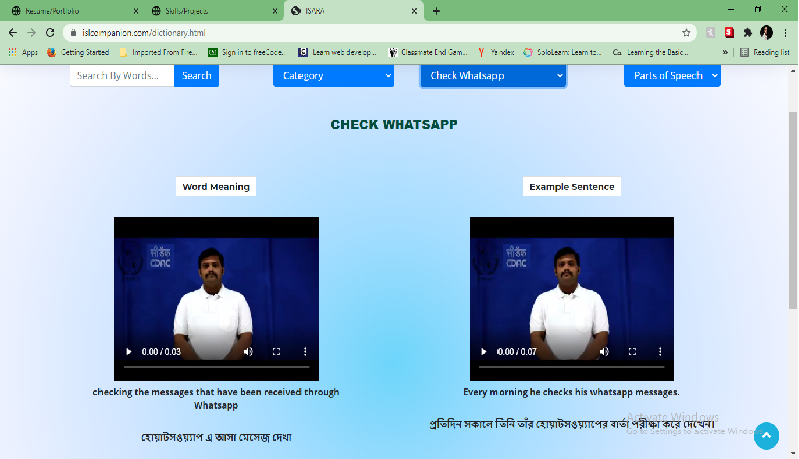 Resume/Portfolio
Skills/Projects
ISARA
islcompanion.com/dictionary.html
Apps
Getting Started
Imported From Fire...
Sign in to freeCode...
Learn web develop...
Classmate End Gam...
Yandex
SoloLearn: Learn to...
Learning the Basic...
»
Reading list
Search By Words...
Search
Category
Check Whatsapp
Parts of Speech
CHECK WHATSAPP
Word Meaning
Example Sentence
सीडैक
CDAC
सीडैक
CDAC
0:00 / 0:03
0:00 / 0:07
checking the messages that have been received through
Whatsapp
Every morning he checks his whatsapp messages.
হোয়াটসঅ্যাপ এ আসা মেসেজ দেখা
প্রতিদিন সকালে তিনি তাঁর হোয়াটসঅ্যাপের বার্তা পরীক্ষা করে দেখেন।
Activate Windows
Go to Settings to activate Windows.